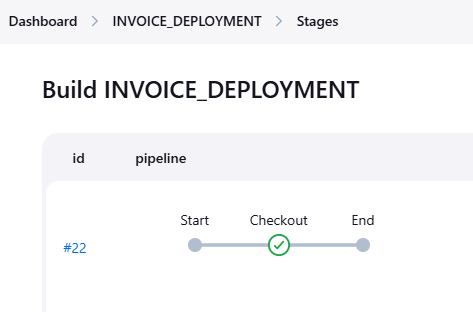 Dashboard > INVOICE_DEPLOYMENT > Stages
Build INVOICE_DEPLOYMENT
id pipeline
Start Checkout End
#22